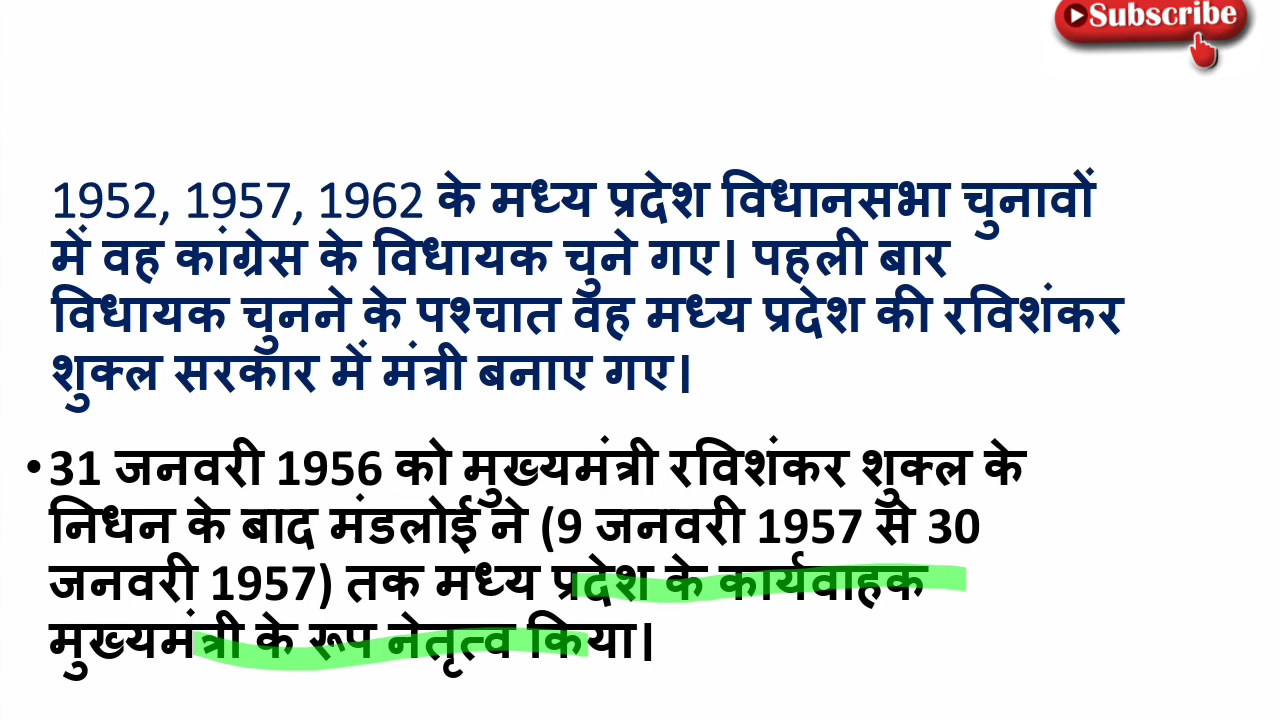 Subscribe
1952, 1957, 1962 के मध्य प्रदेश विधानसभा चुनावों
में वह कांग्रेस के विधायक चुने गए। पहली बार
विधायक चुनने के पश्चात वह मध्य प्रदेश की रविशंकर
शुक्ल सरकार में मंत्री बनाए गए।
•31 जनवरी 1956 को मुख्यमंत्री रविशंकर शुक्ल के
निधन के बाद मंडलोई ने (9 जनवरी 1957 से 30
जनवरी 1957) तक मध्य प्रदेश के कार्यवाहक
मुख्यमंत्री के रूप नेतृत्व किया।